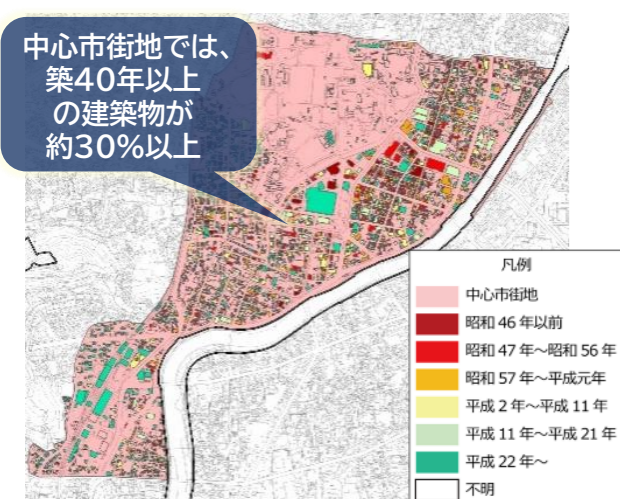 中心市街地では、
築40年以上
の建築物が
約30%以上
凡例
中心市街地
昭和 46 年以前
昭和 47 年～昭和 56 年
昭和 57 年～平成元年
平成 2 年～平成 11 年
平成 11 年～平成 21 年
平成 22 年～
不明